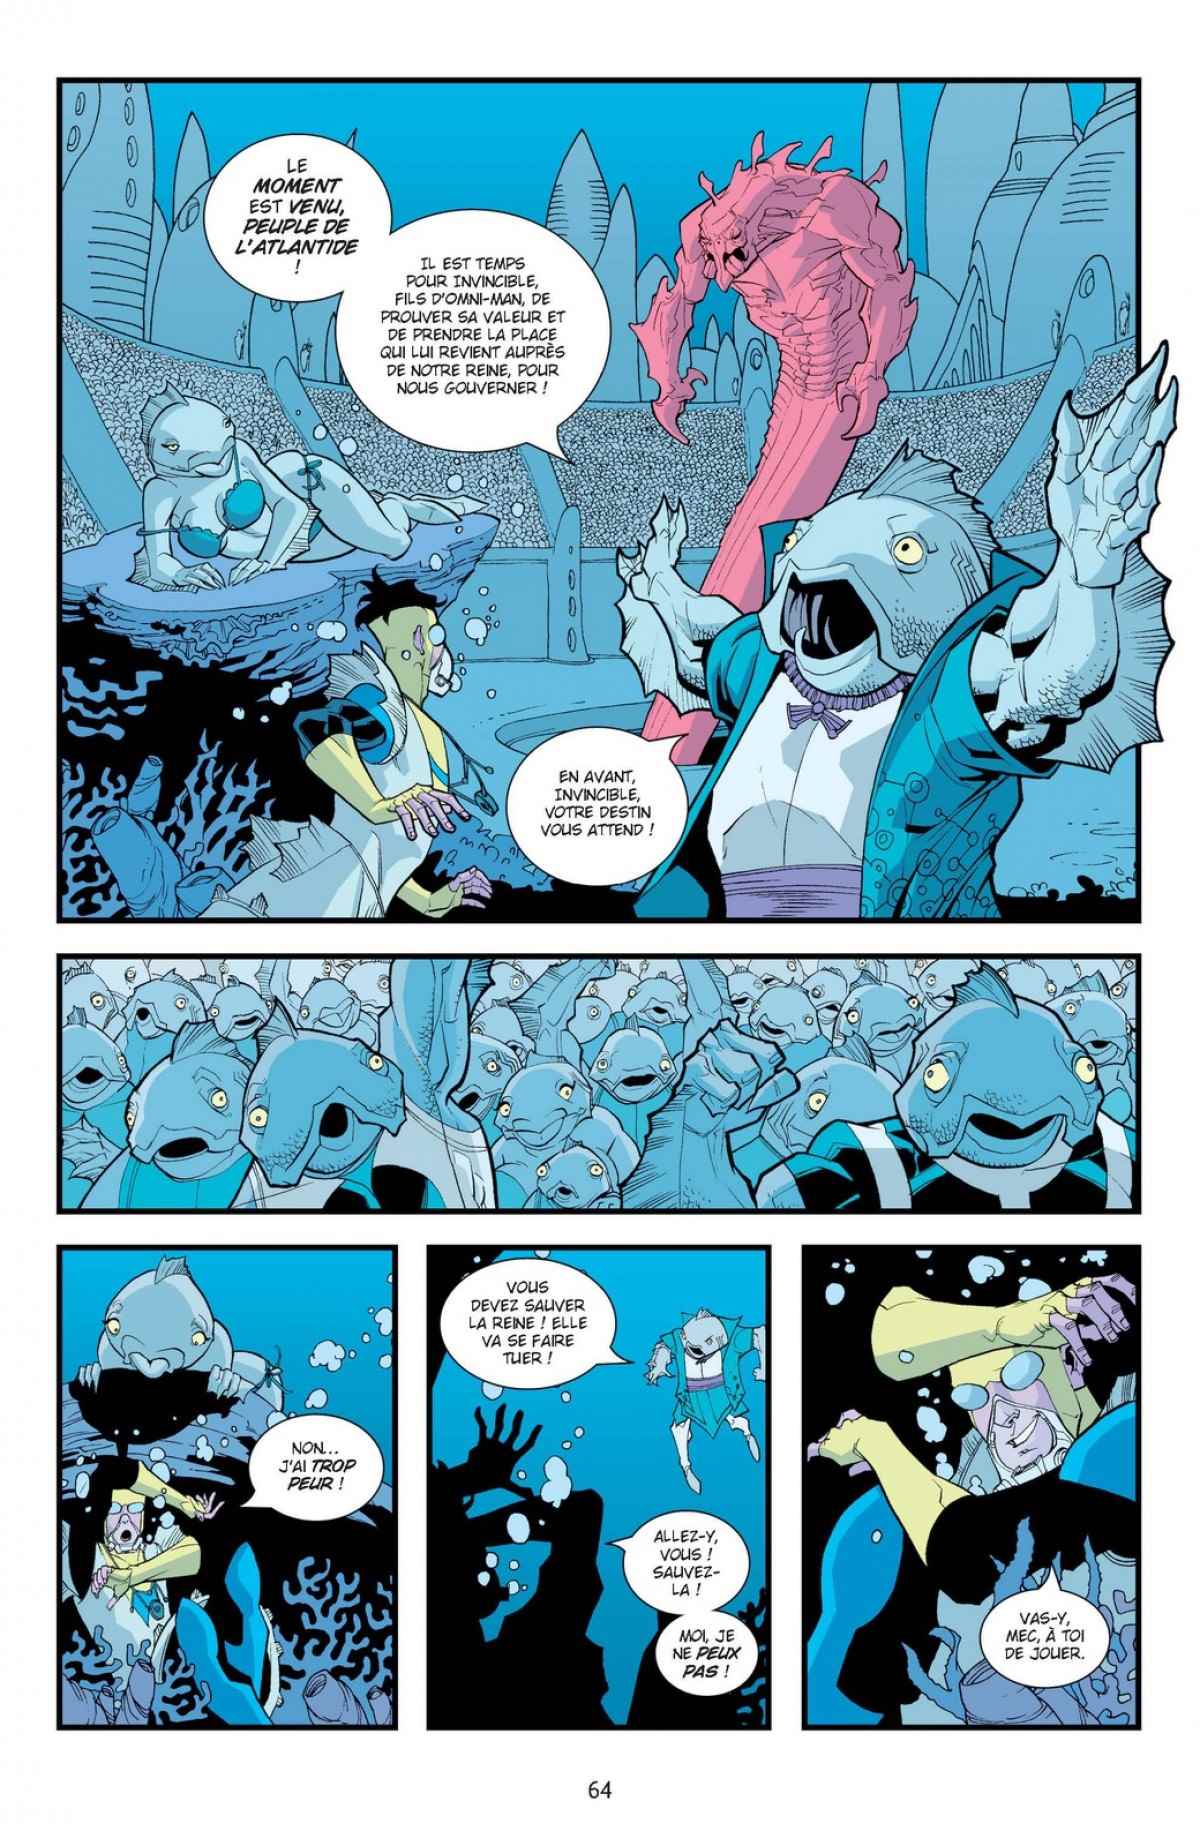 LE
MOMENT
EST VENU,
PEUPLE DE
L'ATLANTIDE
!
IL EST TEMPS
POUR INVINCIBLE,
FILS D'OMNI-MAN, DE
PROUVER SA VALEUR ET
DE PRENDRE LA PLACE
QUI LUI REVIENT AUPRÈS
DE NOTRE REINE, POUR
NOUS GOUVERNER !
EN AVANT,
INVINCIBLE,
VOTRE DESTIN
VOUS ATTEND !
NON...
J'AI TROP
PEUR !
VOUS
DEVEZ SAUVER
LA REINE ! ELLE
VA SE FAIRE
TUER !
ALLEZ-Y,
VOUS !
SAUVEZ-
LA !
MOI, JE
NE PEUX
PAS !
VAS-Y,
MEC, À TOI
DE JOUER.
64